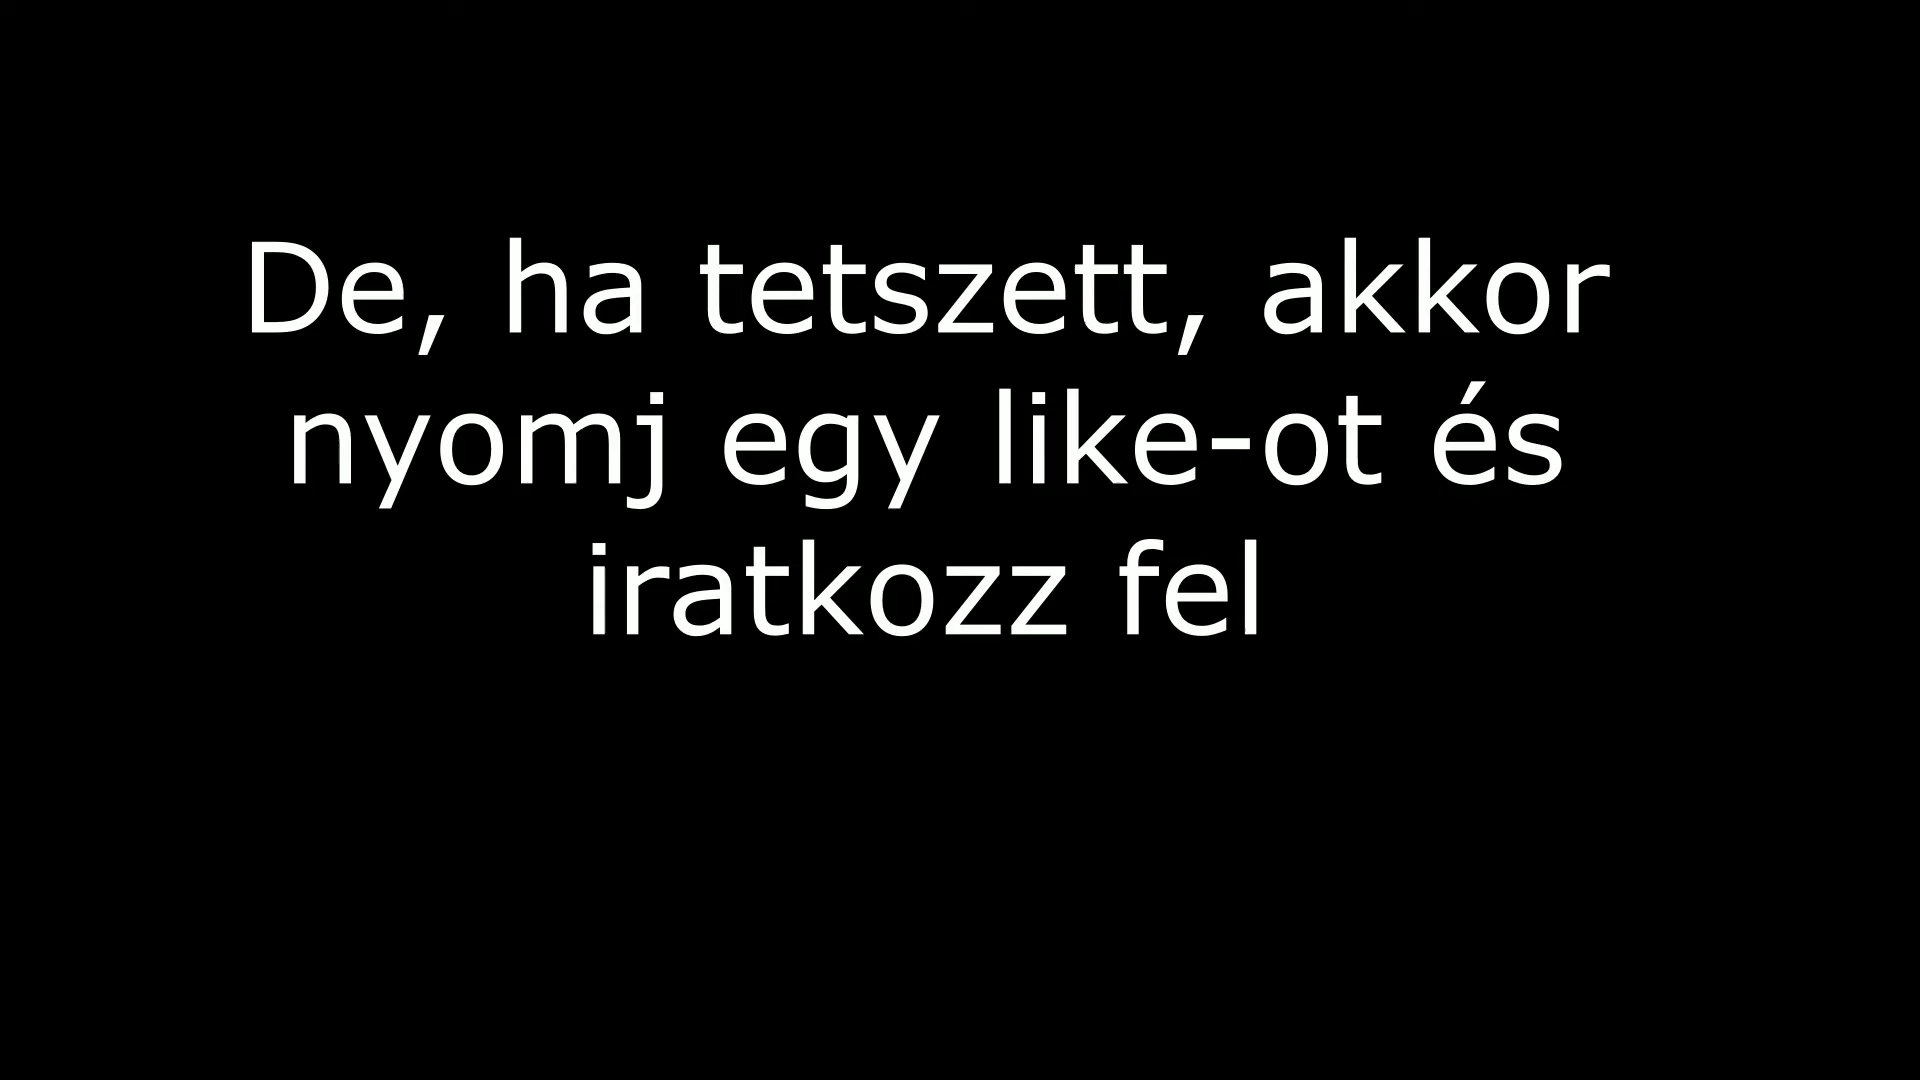 De, ha tetszett, akkor
nyomj egy like-ot és
iratkozz fel